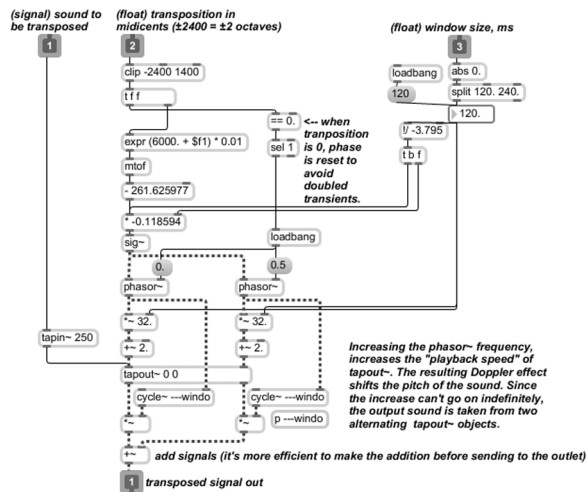 (signal) sound to
be transposed
(float) transposition in
midicents (±2400 = ±2 octaves)
(float) window size, ms
1
2
3
clip -2400 1400
loadbang
abs 0.
t f f
120
split 120. 240.
120.
== 0.
<-- when
tranposition
is 0, phase
is reset to
avoid
doubled
transients.
expr (6000. + $f1) * 0.01
sel 1
!/ -3.795
mtof
t b f
- 261.625977
* -0.118594
sig~
loadbang
0.
0.5
phasor~
phasor~
*~ 32.
*~ 32.
tapin~ 250
+~ 2.
+~ 2.
Increasing the phasor~ frequency,
increases the "playback speed" of
tapout~. The resulting Doppler effect
shifts the pitch of the sound. Since
the increase can't go on indefinitely,
the output sound is taken from two
alternating tapout~ objects.
tapout~ 0 0
cycle~ ---windo
cycle~ ---windo
*~
*~
p ---windo
+~
add signals (it's more efficient to make the addition before sending to the outlet)
1
transposed signal out